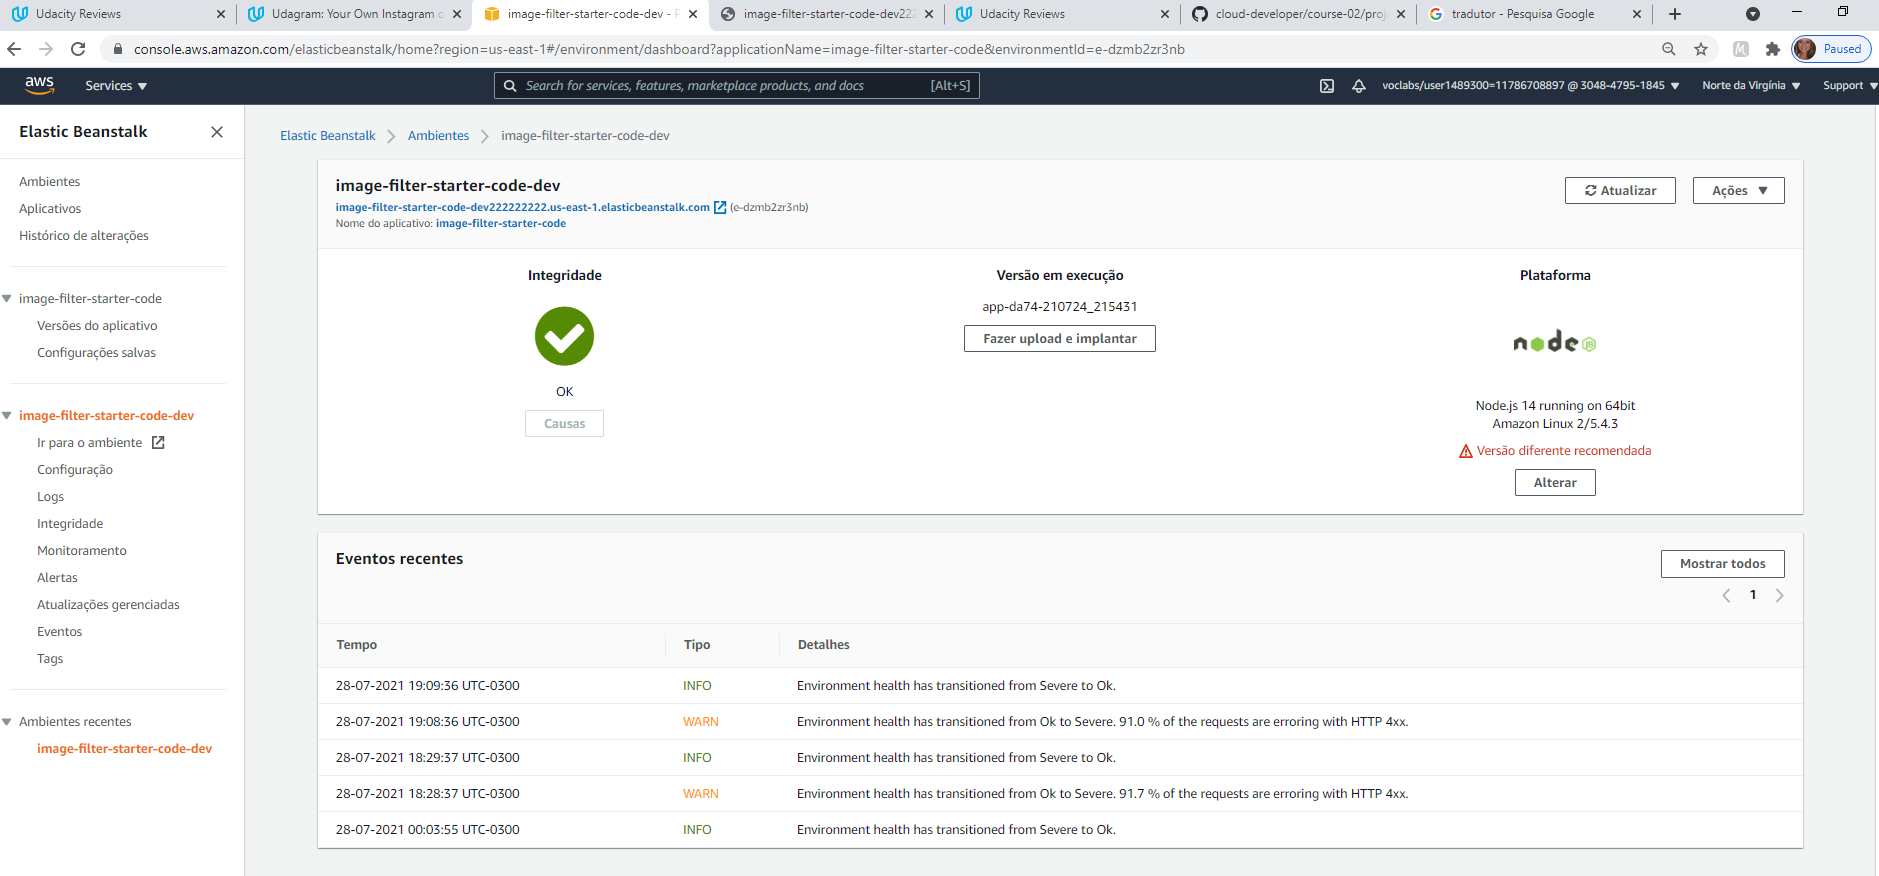 Udacity Reviews
Udagram: Your Own Instagram
image-filter-starter-code-dev - P
image-filter-starter-code-dev222
Udacity Reviews
cloud-developer/course-02/proj
tradutor - Pesquisa Google
console.aws.amazon.com/elasticbeanstalk/home?region=us-east-1#/environment/dashboard?applicationName=image-filter-starter-code&environmentId=e-dzmb2zr3nb
M
Paused
aws
Services
Search for services, features, marketplace products, and docs
[Alt+S]
voclabs/user1489300=11786708897 @ 3048-4795-1845
Norte da Virgínia
Support
Elastic Beanstalk
Ambientes
Aplicativos
Histórico de alterações
image-filter-starter-code
Versões do aplicativo
Configurações salvas
image-filter-starter-code-dev
Ir para o ambiente
Configuração
Logs
Integridade
Monitoramento
Alertas
Atualizações gerenciadas
Eventos
Tags
Ambientes recentes
image-filter-starter-code-dev
Elastic Beanstalk
Ambientes
image-filter-starter-code-dev
image-filter-starter-code-dev
image-filter-starter-code-dev222222222.us-east-1.elasticbeanstalk.com (e-dzmb2zr3nb)
Nome do aplicativo: image-filter-starter-code
Atualizar
Ações
Integridade
OK
Causas
Versão em execução
app-da74-210724_215431
Fazer upload e implantar
Plataforma
node JS
Node.js 14 running on 64bit
Amazon Linux 2/5.4.3
Versão diferente recomendada
Alterar
Eventos recentes
Mostrar todos
1
Tempo Tipo Detalhes
28-07-2021 19:09:36 UTC-0300 INFO Environment health has transitioned from Severe to Ok.
28-07-2021 19:08:36 UTC-0300 WARN Environment health has transitioned from Ok to Severe. 91.0 % of the requests are erroring with HTTP 4xx.
28-07-2021 18:29:37 UTC-0300 INFO Environment health has transitioned from Severe to Ok.
28-07-2021 18:28:37 UTC-0300 WARN Environment health has transitioned from Ok to Severe. 91.7 % of the requests are erroring with HTTP 4xx.
28-07-2021 00:03:55 UTC-0300 INFO Environment health has transitioned from Severe to Ok.